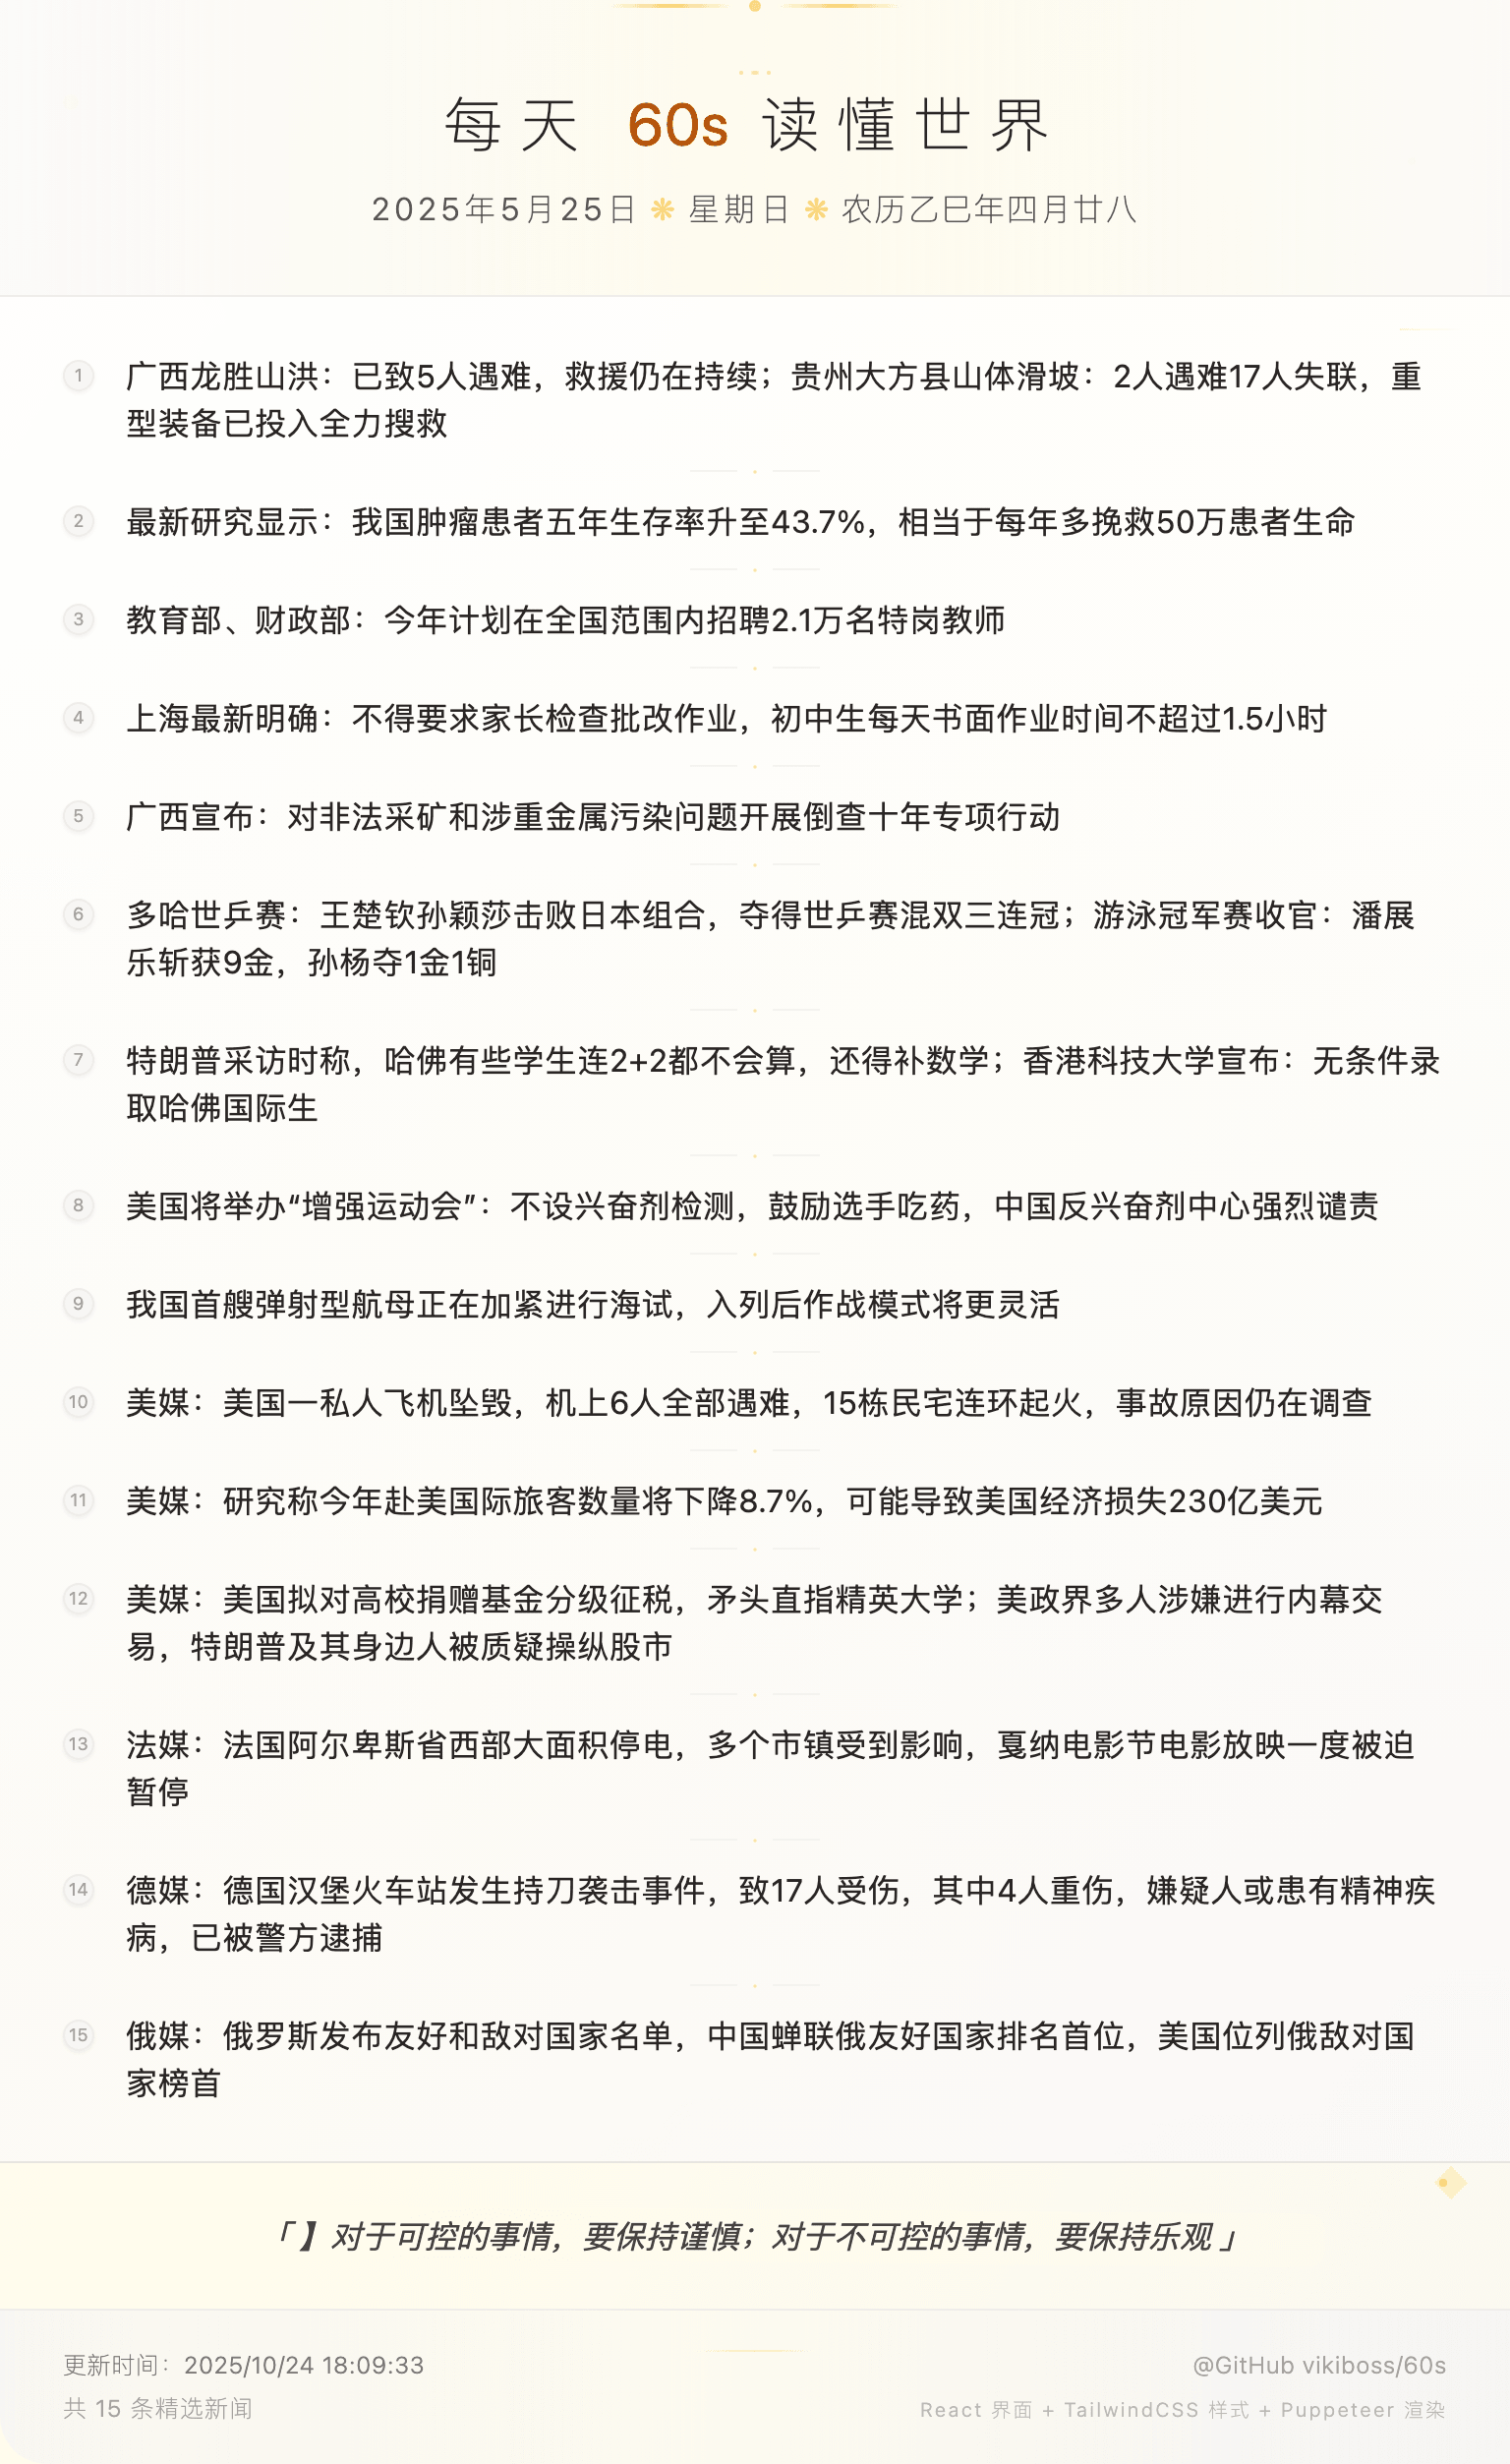 每天 60s 读懂世界
2025年5月25日 ❋ 星期日 ❋ 农历乙巳年四月廿八
1 广西龙胜山洪：已致5人遇难，救援仍在持续；贵州大方县山体滑坡：2人遇难17人失联，重
型装备已投入全力搜救
2 最新研究显示：我国肿瘤患者五年生存率升至43.7%，相当于每年多挽救50万患者生命
3 教育部、财政部：今年计划在全国范围内招聘2.1万名特岗教师
4 上海最新明确：不得要求家长检查批改作业，初中生每天书面作业时间不超过1.5小时
5 广西宣布：对非法采矿和涉重金属污染问题开展倒查十年专项行动
6 多哈世乒赛：王楚钦孙颖莎击败日本组合，夺得世乒赛混双三连冠；游泳冠军赛收官：潘展
乐斩获9金，孙杨夺1金1铜
7 特朗普采访时称，哈佛有些学生连2+2都不会算，还得补数学；香港科技大学宣布：无条件录
取哈佛国际生
8 美国将举办“增强运动会”：不设兴奋剂检测，鼓励选手吃药，中国反兴奋剂中心强烈谴责
9 我国首艘弹射型航母正在加紧进行海试，入列后作战模式将更灵活
10 美媒：美国一私人飞机坠毁，机上6人全部遇难，15栋民宅连环起火，事故原因仍在调查
11 美媒：研究称今年赴美国际旅客数量将下降8.7%，可能导致美国经济损失230亿美元
12 美媒：美国拟对高校捐赠基金分级征税，矛头直指精英大学；美政界多人涉嫌进行内幕交
易，特朗普及其身边人被质疑操纵股市
13 法媒：法国阿尔卑斯省西部大面积停电，多个市镇受到影响，戛纳电影节电影放映一度被迫
暂停
14 德媒：德国汉堡火车站发生持刀袭击事件，致17人受伤，其中4人重伤，嫌疑人或患有精神疾
病，已被警方逮捕
15 俄媒：俄罗斯发布友好和敌对国家名单，中国蝉联俄友好国家排名首位，美国位列俄敌对国
家榜首
「 】对于可控的事情，要保持谨慎；对于不可控的事情，要保持乐观 」
更新时间：2025/10/24 18:09:33
@GitHub vikiboss/60s
共 15 条精选新闻
React 界面 + TailwindCSS 样式 + Puppeteer 渲染